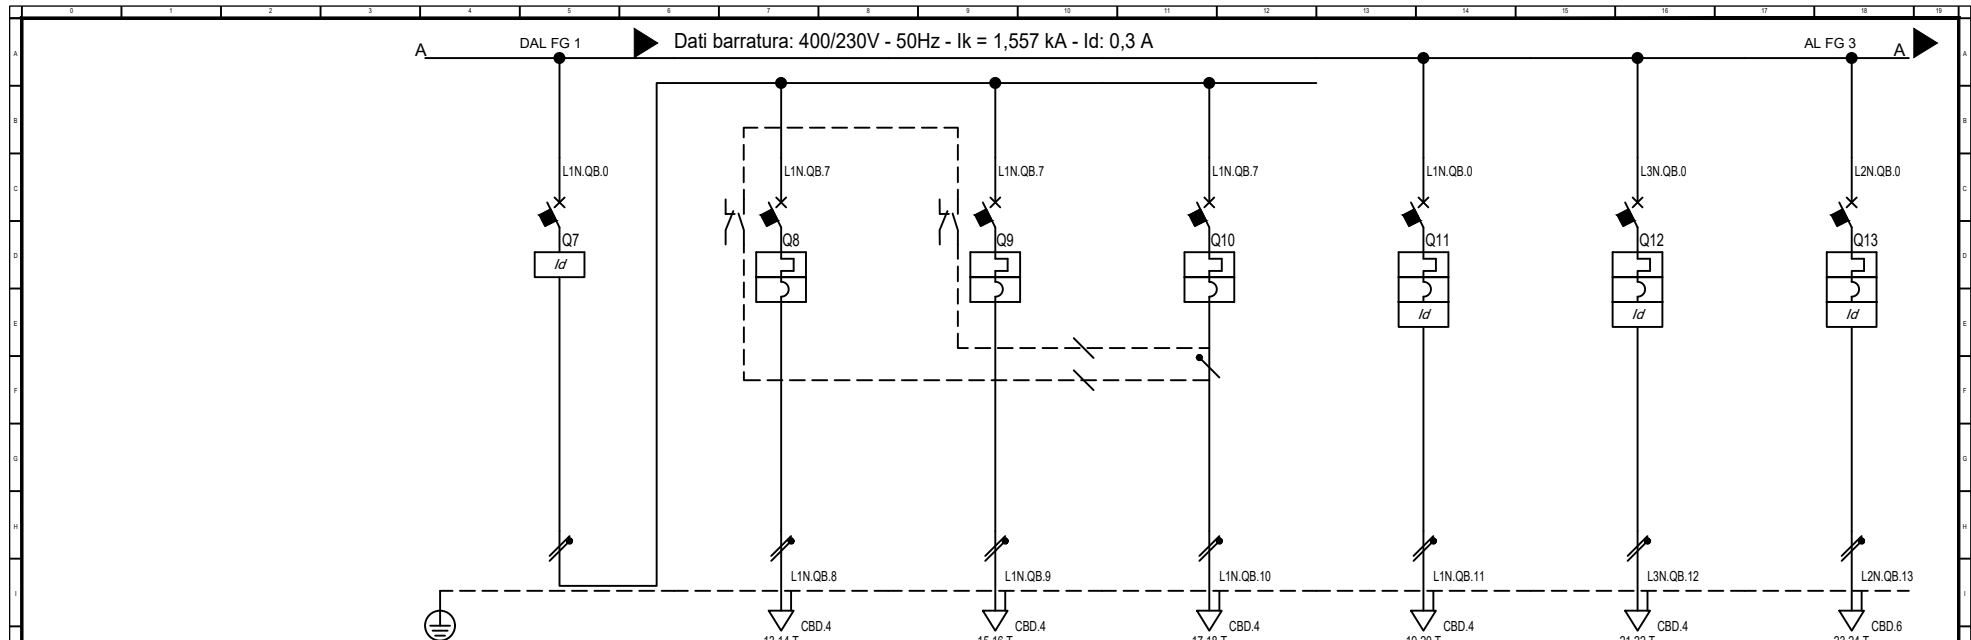 0 1 2 3 4 5 6 7 8 9 10 11 12 13 14 15 16 17 18 19
A DAL FG 1 Dati barratura: 400/230V - 50Hz - Ik = 1,557 kA - Id: 0,3 A AL FG 3 A
A A
B B
L1N.QB.0 L1N.QB.7 L1N.QB.7 L1N.QB.7 L1N.QB.0 L3N.QB.0 L2N.QB.0
C C
Q7 Q8 Q9 Q10 Q11 Q12 Q13
D D
Id
Id Id Id
E E
F F
G G
H H
L1N.QB.8 L1N.QB.9 L1N.QB.10 L1N.QB.11 L3N.QB.12 L2N.QB.13
I I
CBD.4 CBD.4 CBD.4 CBD.4 CBD.4 CBD.6